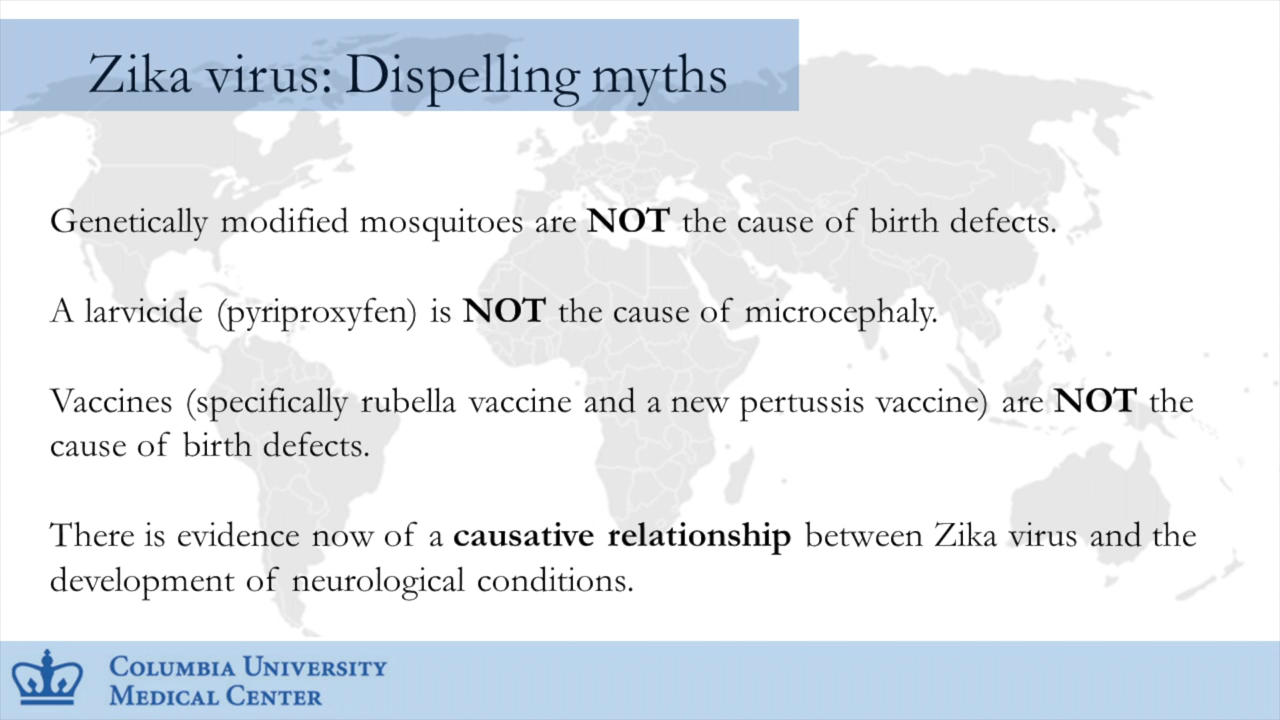 Zika virus: Dispelling myths
Genetically modified mosquitoes are NOT the cause of birth defects.
A larvicide (pyriproxyfen) is NOT the cause of microcephaly.
Vaccines (specifically rubella vaccine and a new pertussis vaccine) are NOT the
cause of birth defects.
There is evidence now of a causative relationship between Zika virus and the
development of neurological conditions.
COLUMBIA UNIVERSITY
MEDICAL CENTER